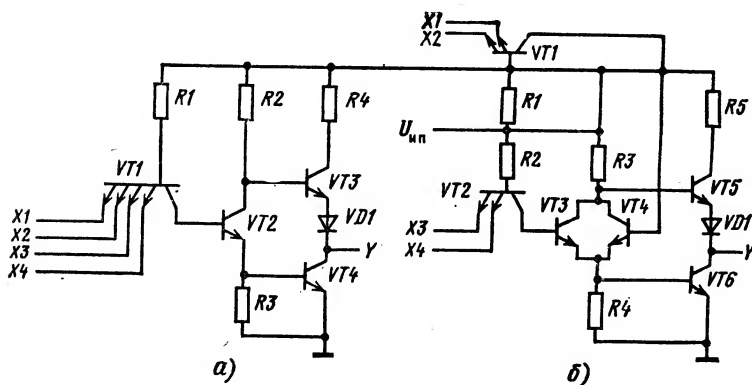 X1
X2
VT1
R1
R2
R4
R1
R5
Uип
R2
R3
VT1
VT3
VT2
VT3
VT4
VT5
X1
X2
X3
X4
VT2
VD1
X3
X4
VD1
Y
Y
VT4
VT6
R3
R4
а)
б)